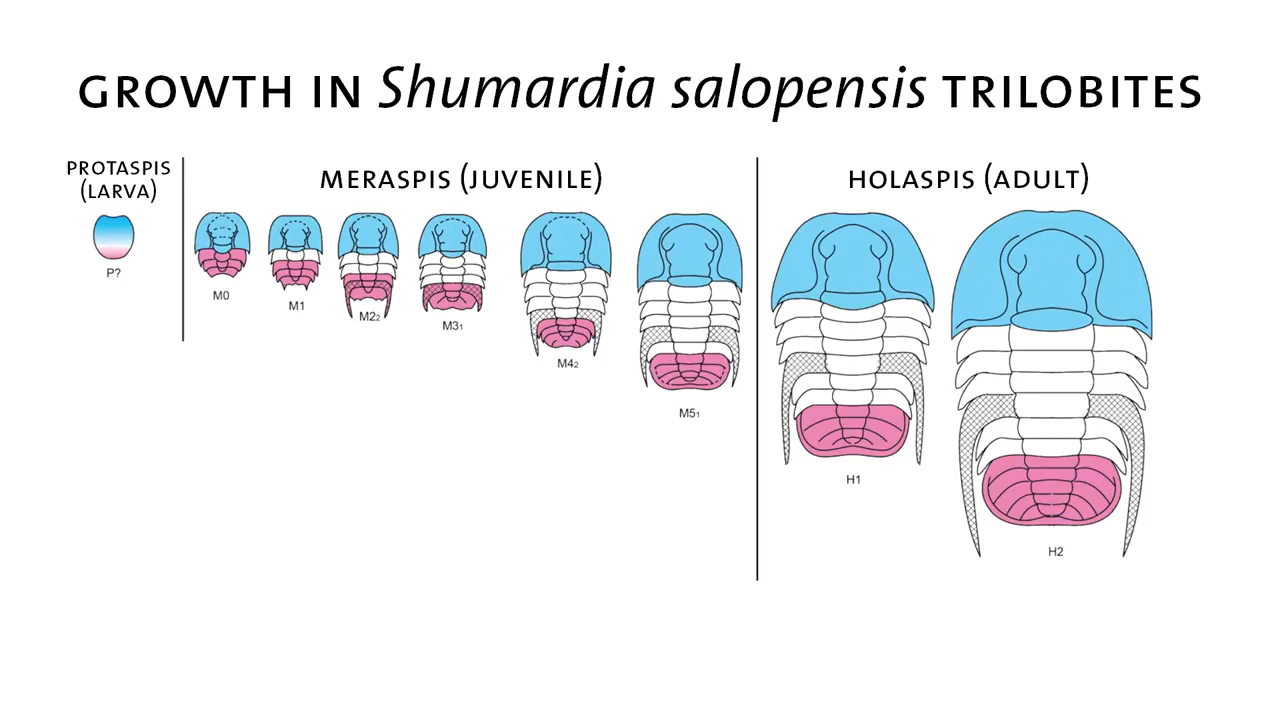 GROWTH IN Shumardia salopensis TRILOBITES
PROTASPIS
(LARVA)
MERASPIS (JUVENILE)
HOLASPIS (ADULT)
P?
M0
M1
M2₂
M3₁
M4₂
M5₁
H1
H2